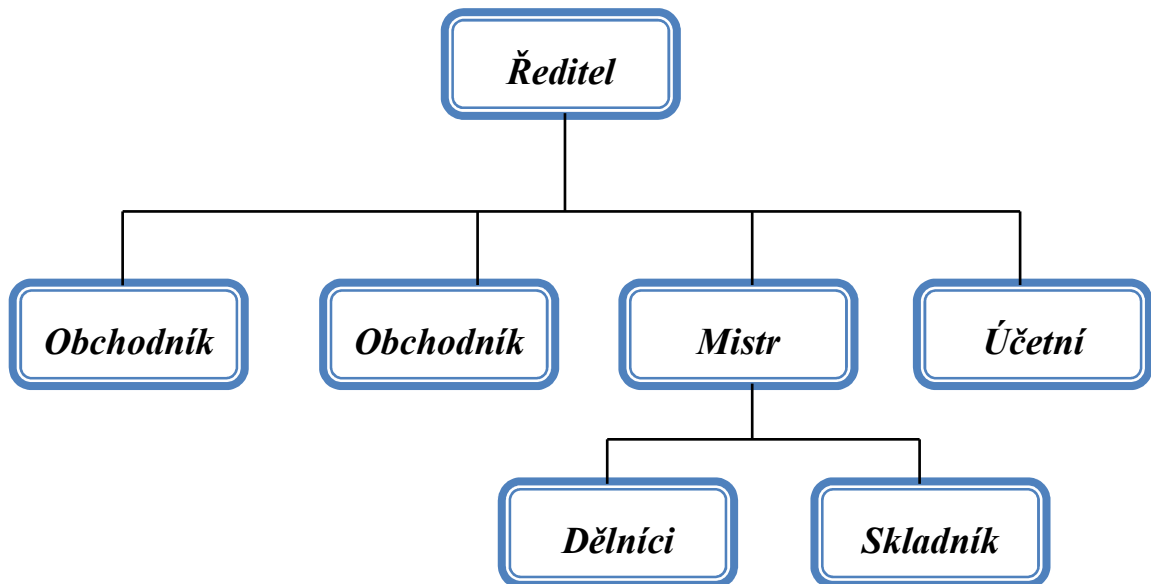 Ředitel
Obchodník
Obchodník
Mistr
Účetní
Dělníci
Skladník